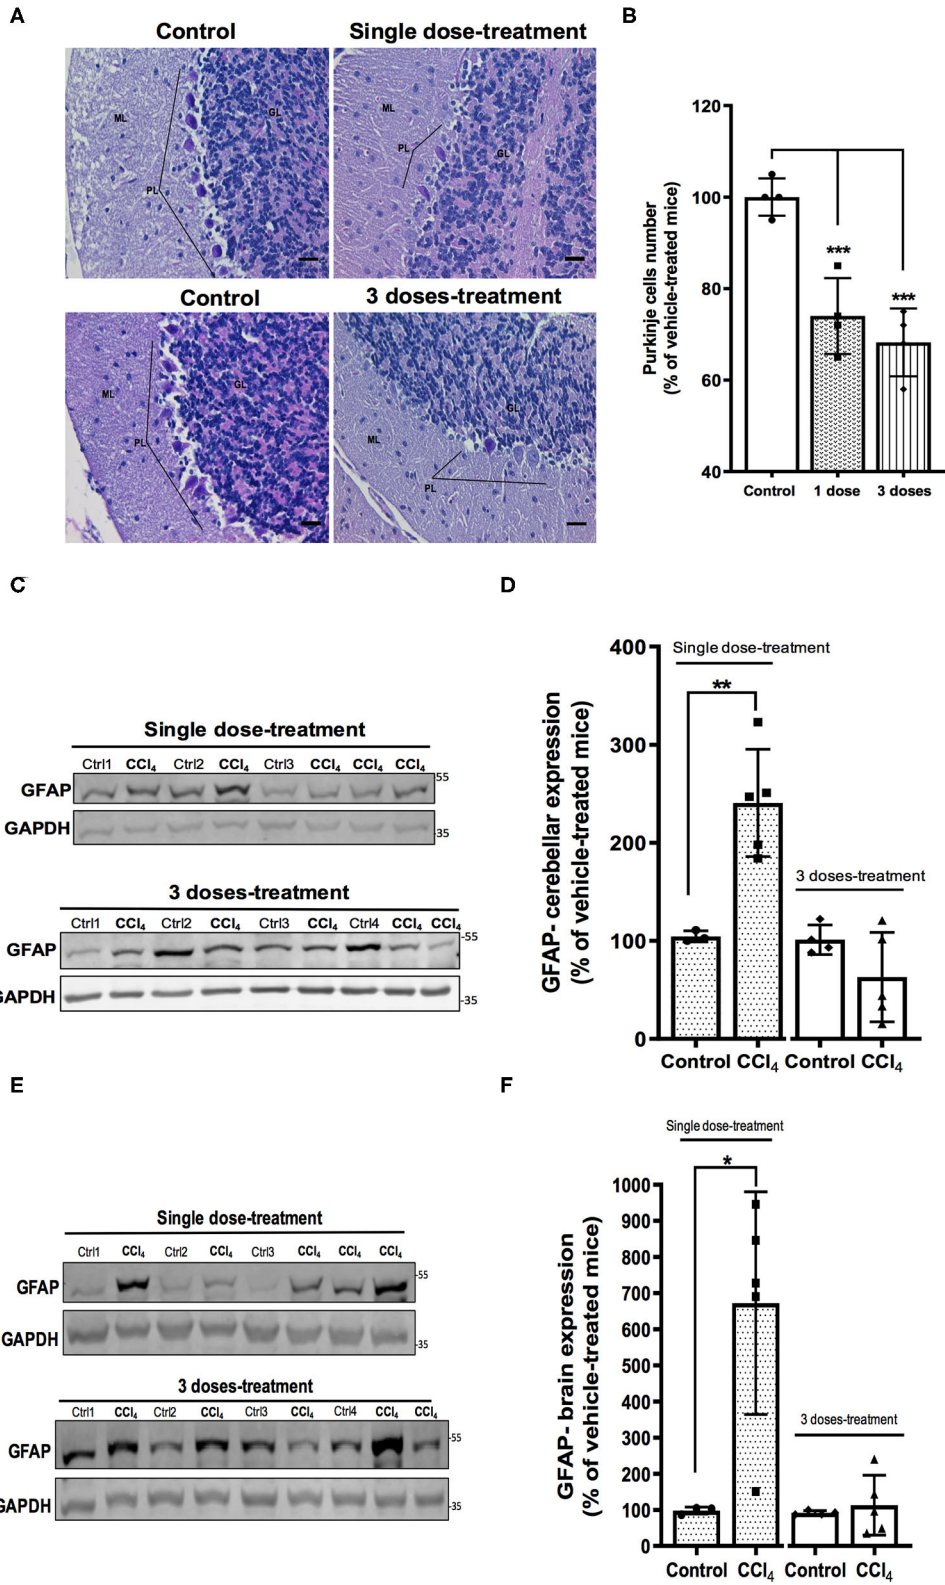 A
Control
Single dose-treatment
ML
PL
GL
ML
PL
GL
Control
3 doses-treatment
ML
PL
GL
ML
PL
GL
B
Purkinje cells number
(% of vehicle-treated mice)
120
100
80
60
40
***
***
Control 1 dose 3 doses
C
Single dose-treatment
Ctrl1 CCl4 Ctrl2 CCl4 Ctrl3 CCl4 CCl4 CCl4
GFAP
55
GAPDH
-35
3 doses-treatment
Ctrl1 CCl4 Ctrl2 CCl4 Ctrl3 CCl4 Ctrl4 CCl4 CCl4
GFAP
-55
GAPDH
-35
D
GFAP- cerebellar expression
(% of vehicle-treated mice)
400
300
200
100
0
Single dose-treatment
**
3 doses-treatment
Control CCl4 Control CCl4
E
Single dose-treatment
Ctrl1 CCl4 Ctrl2 CCl4 Ctrl3 CCl4 CCl4 CCl4
GFAP
-55
GAPDH
-35
3 doses-treatment
Ctrl1 CCl4 Ctrl2 CCl4 Ctrl3 CCl4 Ctrl4 CCl4 CCl4
GFAP
-55
GAPDH
-35
F
GFAP- brain expression
(% of vehicle-treated mice)
1000
900
800
700
600
500
400
300
200
100
0
Single dose-treatment
*
3 doses-treatment
Control CCl4 Control CCl4